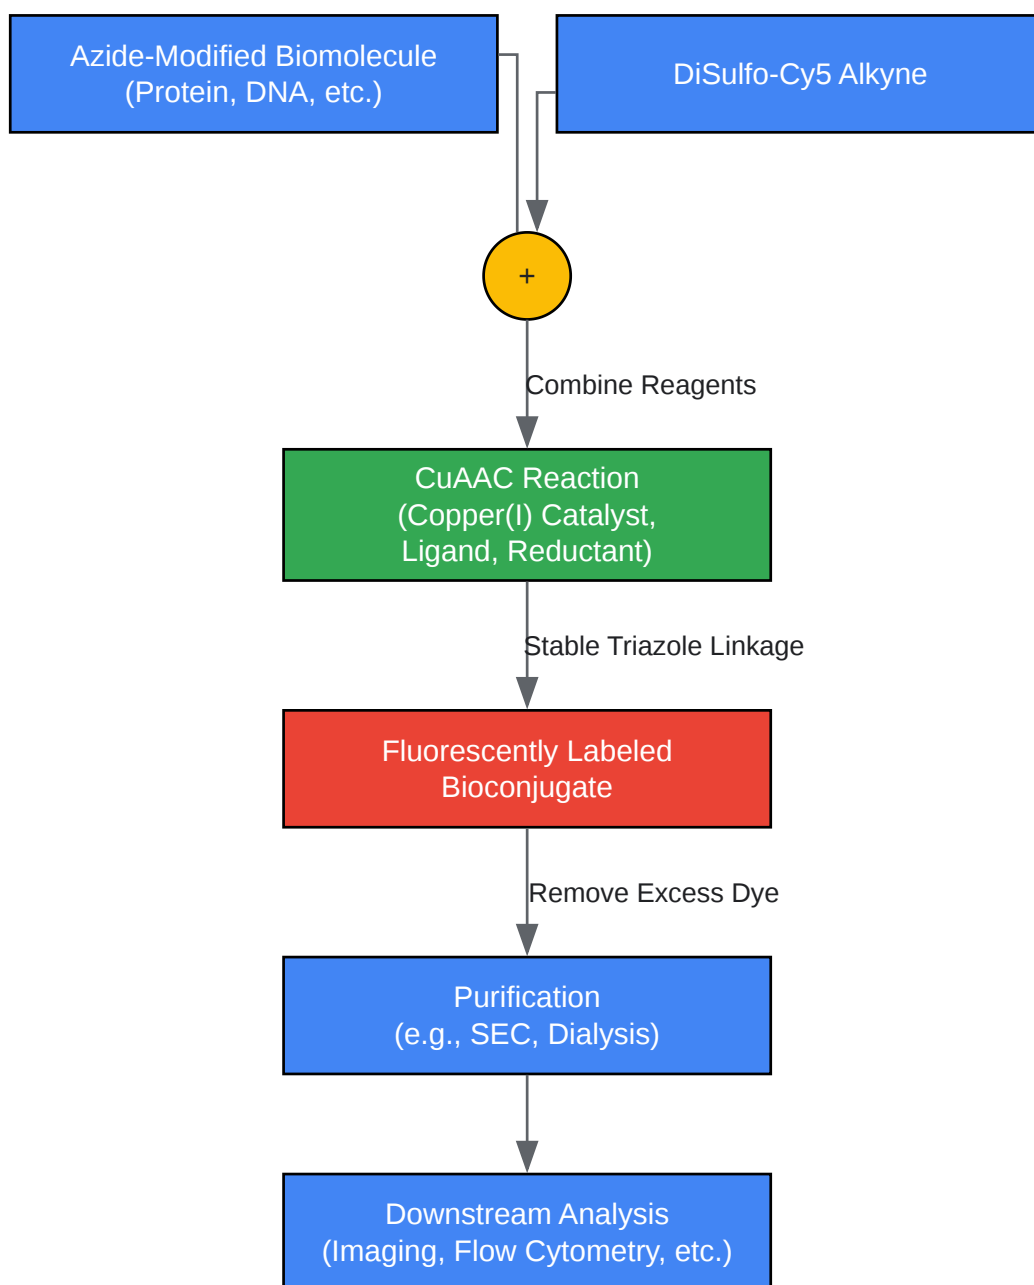 Azide-Modified Biomolecule
(Protein, DNA, etc.)
DiSulfo-Cy5 Alkyne
+
Combine Reagents
CuAAC Reaction
(Copper(I) Catalyst,
Ligand, Reductant)
Stable Triazole Linkage
Fluorescently Labeled
Bioconjugate
Remove Excess Dye
Purification
(e.g., SEC, Dialysis)
Downstream Analysis
(Imaging, Flow Cytometry, etc.)